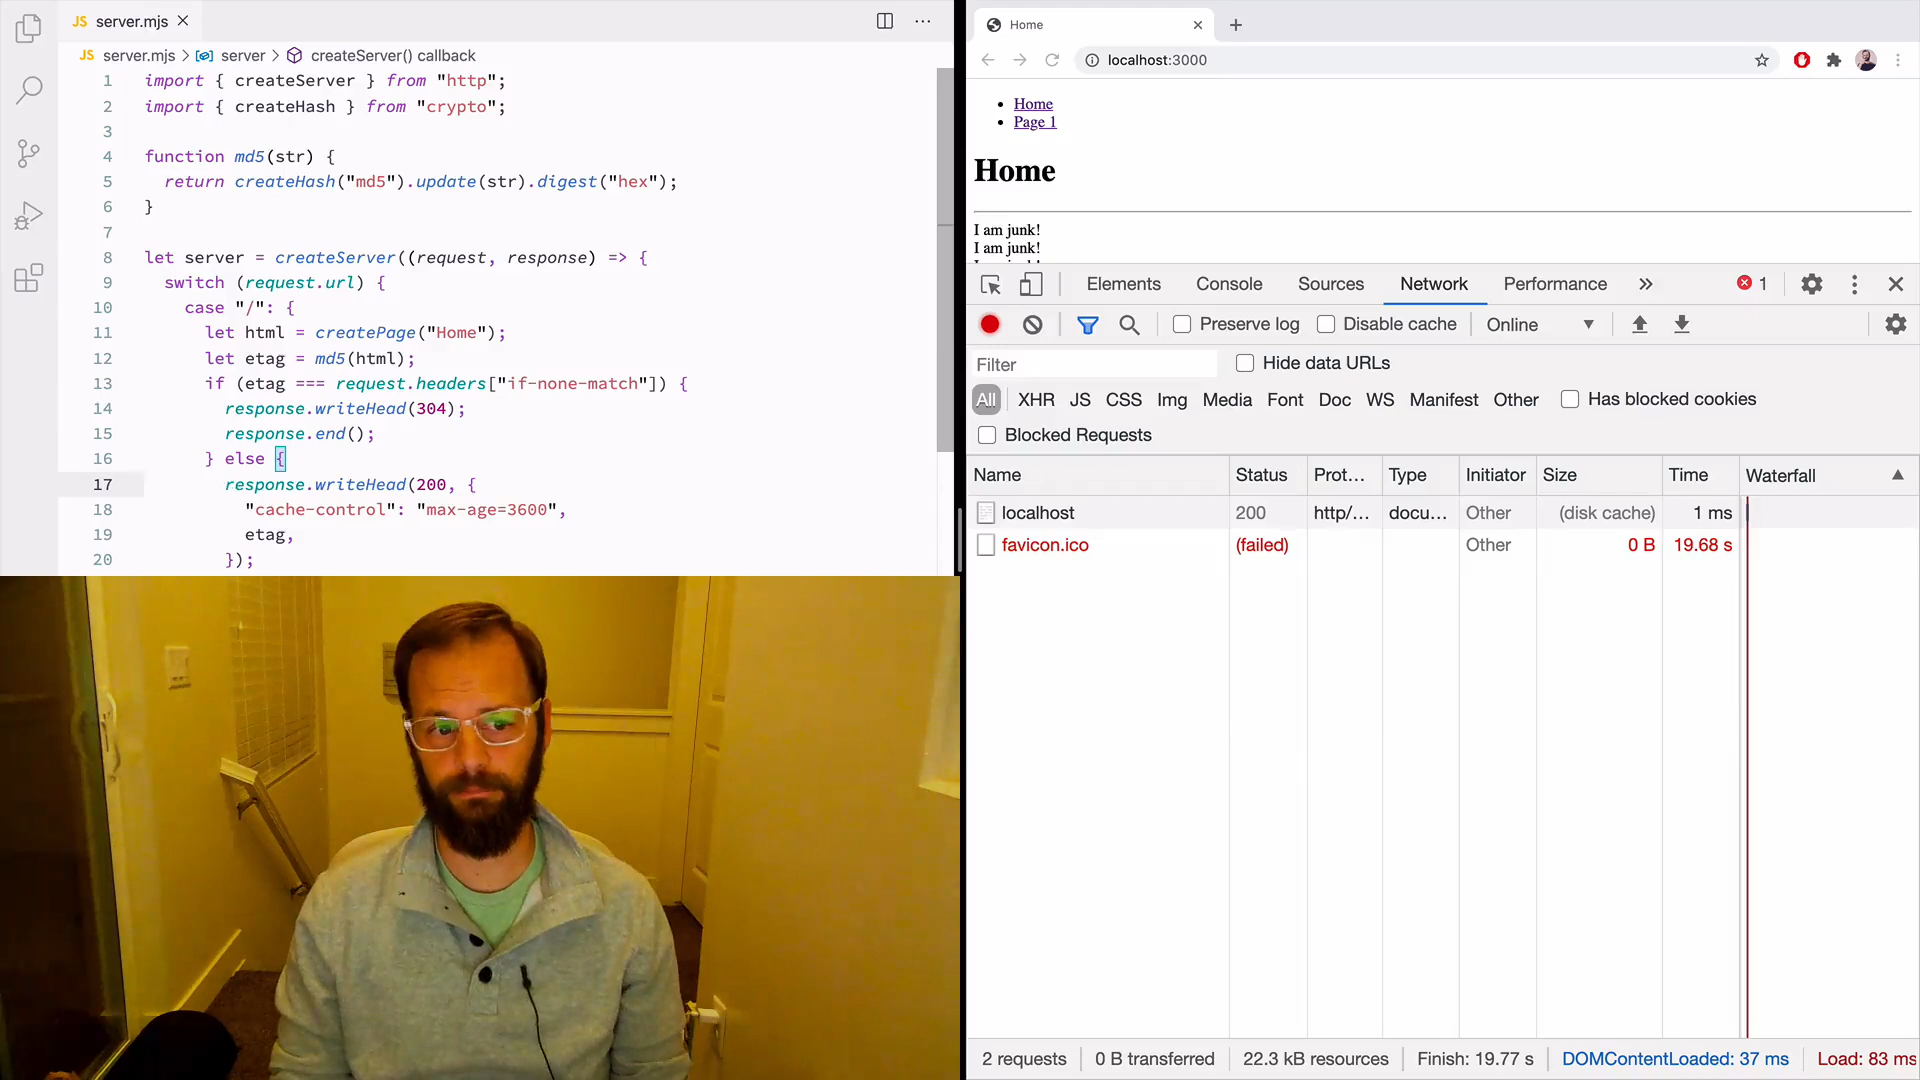 JS server.mjs
JS server.mjs > server > createServer() callback
1 import { createServer } from "http";
2 import { createHash } from "crypto";
3
4 function md5(str) {
5 return createHash("md5").update(str).digest("hex");
6 }
7
8 let server = createServer((request, response) => {
9 switch (request.url) {
10 case "/": {
11 let html = createPage("Home");
12 let etag = md5(html);
13 if (etag === request.headers["if-none-match"]) {
14 response.writeHead(304);
15 response.end();
16 } else {
17 response.writeHead(200, {
18 "cache-control": "max-age=3600",
19 etag,
20 });
Home
localhost:3000
Home
Page 1
Home
I am junk!
I am junk!
Elements Console Sources Network Performance 1
Preserve log Disable cache Online
Filter Hide data URLs
All XHR JS CSS Img Media Font Doc WS Manifest Other Has blocked cookies
Blocked Requests
Name Status Prot... Type Initiator Size Time Waterfall
localhost 200 http/... docu... Other (disk cache) 1 ms
favicon.ico (failed) Other 0 B 19.68 s
2 requests 0 B transferred 22.3 kB resources Finish: 19.77 s DOMContentLoaded: 37 ms Load: 83 ms